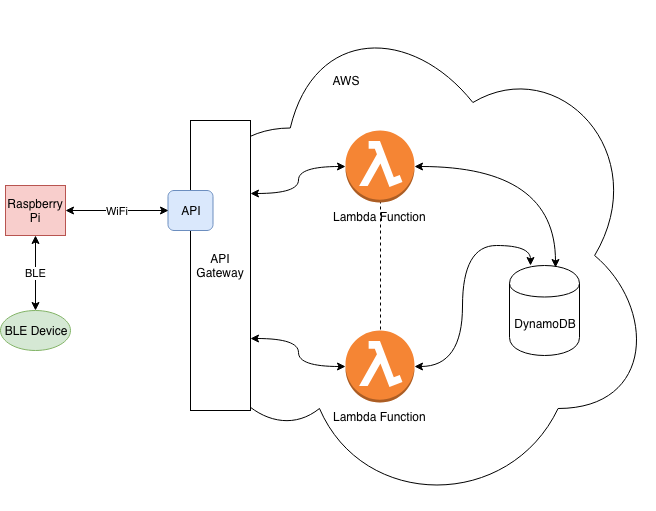 AWS
Raspberry
Pi
WiFi
API
Lambda Function
API
Gateway
BLE
BLE Device
DynamoDB
Lambda Function